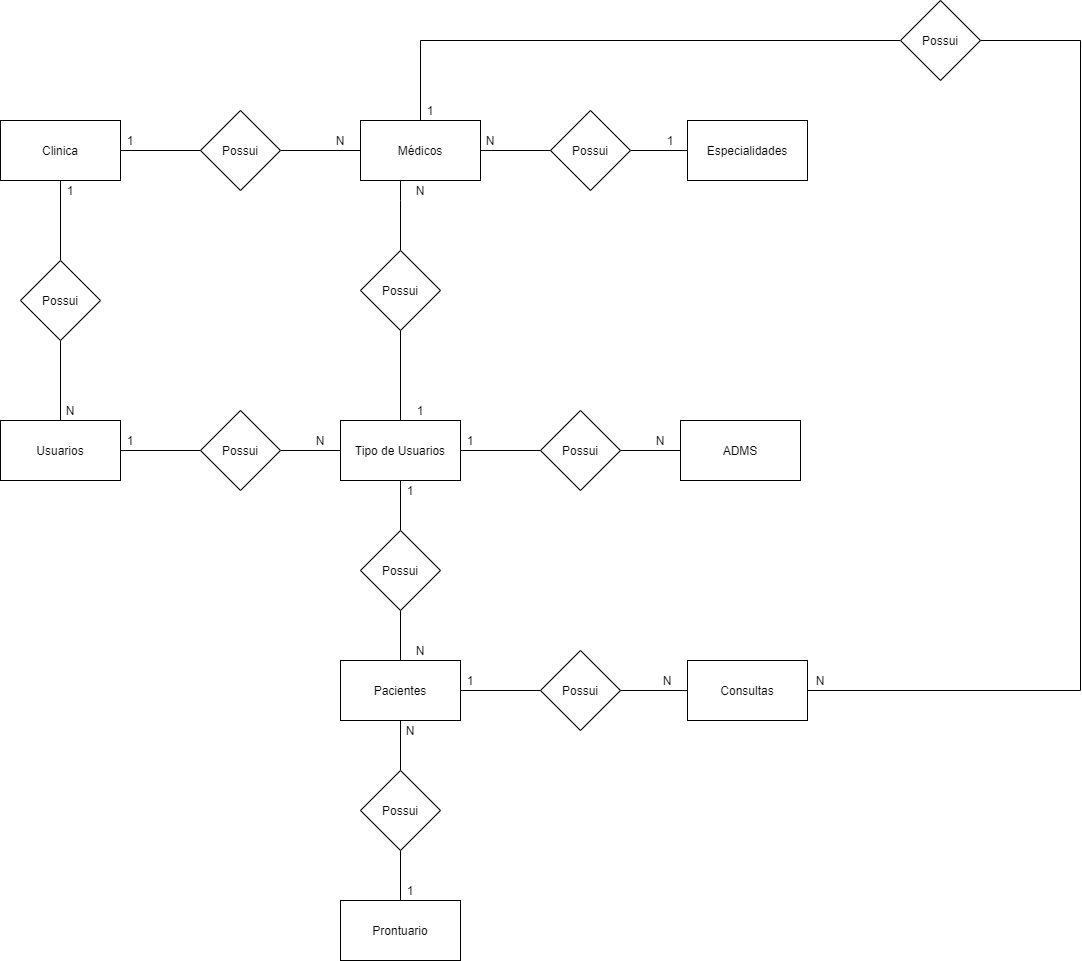 Possui
1
Clinica
1
Possui
N
Médicos
N
Possui
1
Especialidades
1
N
Possui
Possui
N
1
Usuarios
1
Possui
N
Tipo de Usuarios
1
Possui
N
ADMS
1
Possui
N
Pacientes
1
Possui
N
Consultas
N
N
Possui
1
Prontuario